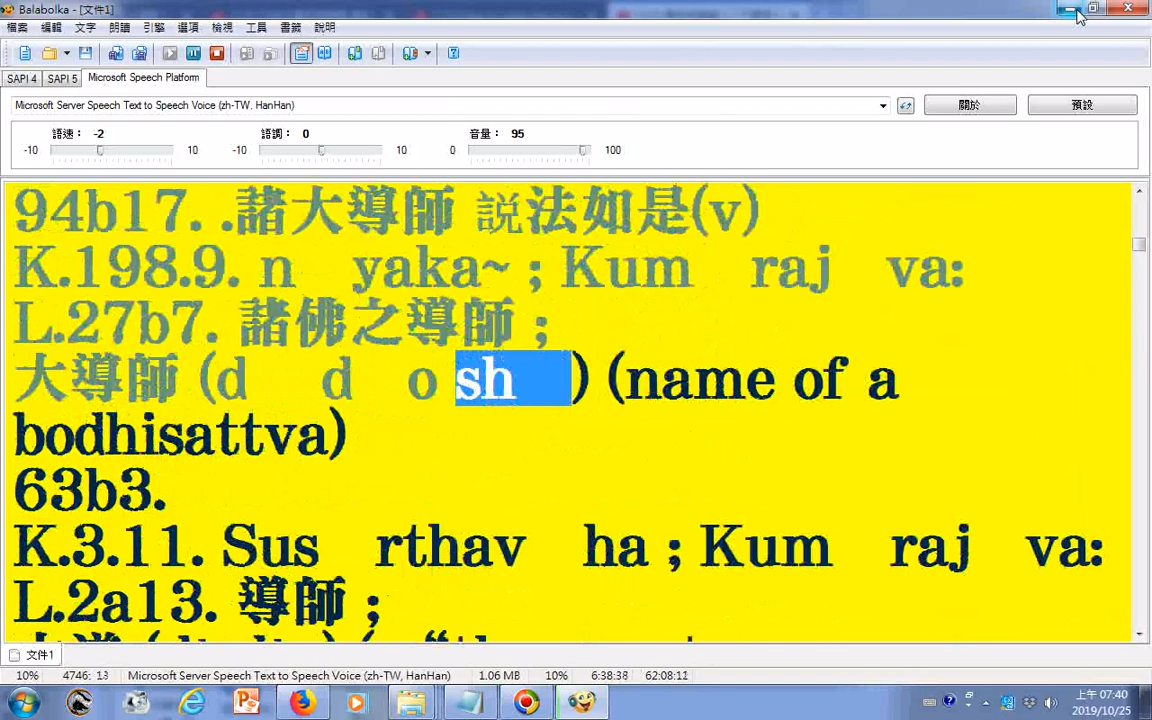 Balabolka - [文件1]
檔案 編輯 文字 朗讀 引擎 選項 檢視 工具 書籤 說明
SAPI 4 SAPI 5 Microsoft Speech Platform
Microsoft Server Speech Text to Speech Voice (zh-TW, HanHan) 關於 預設
語速： -2 語調： 0 音量： 95
-10 10 -10 10 0 100
94b17. .諸大導師 説法如是(v)
K.198.9. n yaka~ ; Kum raj va:
L.27b7. 諸佛之導師 ;
大導師 (d d o sh ) (name of a
bodhisattva)
63b3.
K.3.11. Sus rthav ha ; Kum raj va:
L.2a13. 導師 ;
文件1
10% 4746: 13 Microsoft Server Speech Text to Speech Voice (zh-TW, HanHan) 1.06 MB 10% 6:38:38 62:08:11
上午 07:40
2019/10/25